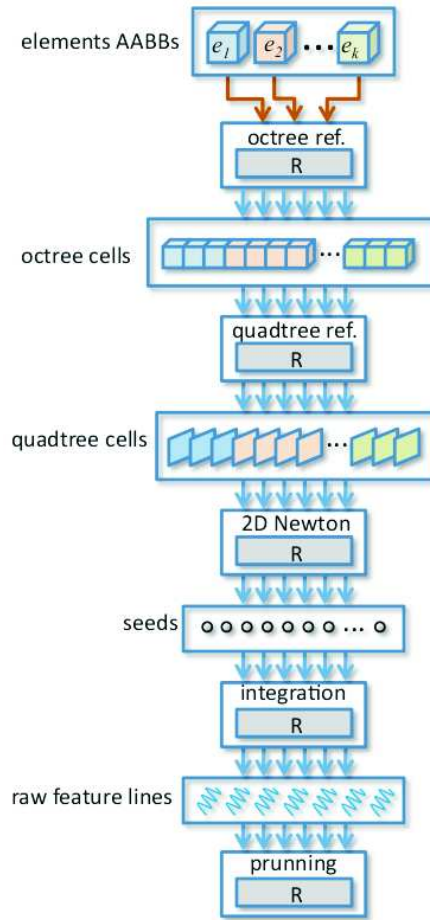 elements AABBs
e1 e2 ... ek
octree ref.
R
octree cells
...
quadtree ref.
R
quadtree cells
...
2D Newton
R
seeds
...
integration
R
raw feature lines
prunning
R